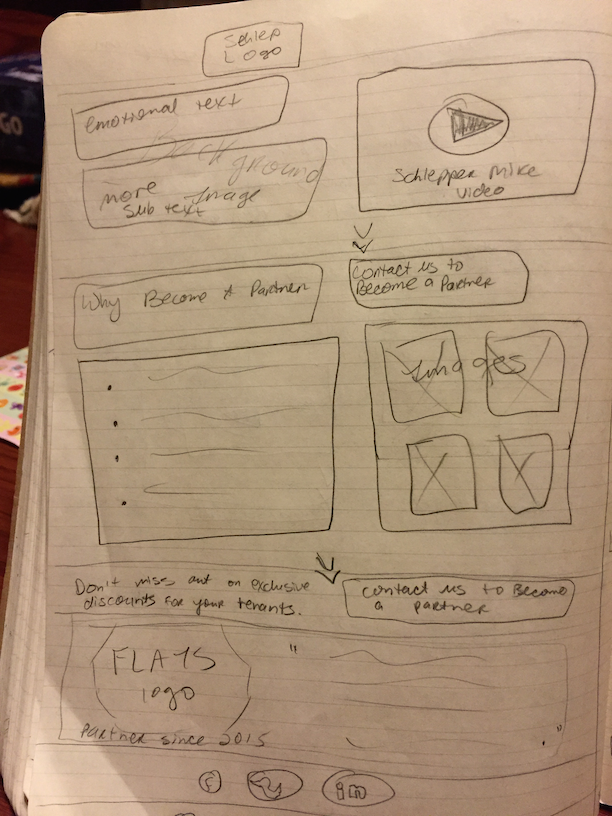 Schlep
Logo
emotional text
Background
Image
more
sub text
Schlepper Mike
Video
Why Become A Partner
Contact us to
Become a Partner
Images
Don't miss out on exclusive
discounts for your tenants.
Contact us to Become
a partner
"
FLATS
logo
"
Partner since 2015
f
in